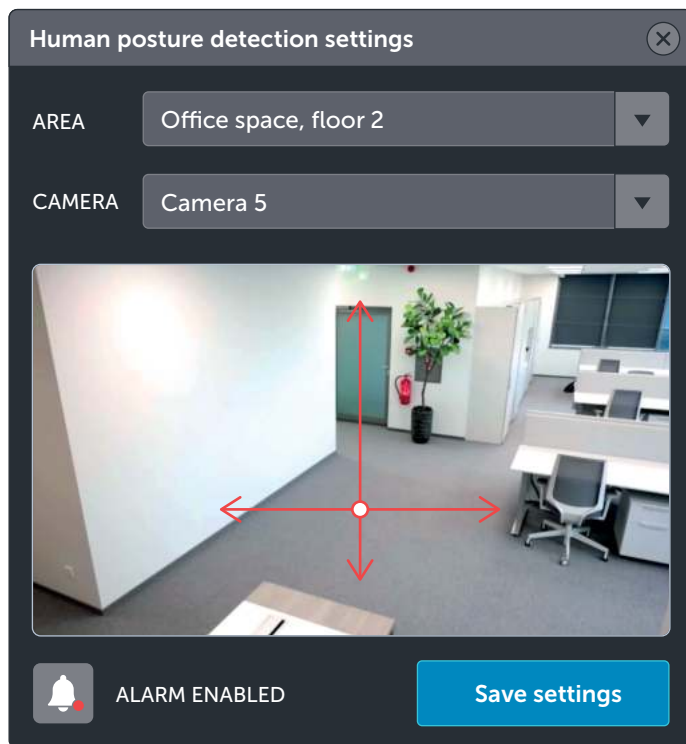 Human posture detection settings
AREA
Office space, floor 2
CAMERA
Camera 5
ALARM ENABLED
Save settings